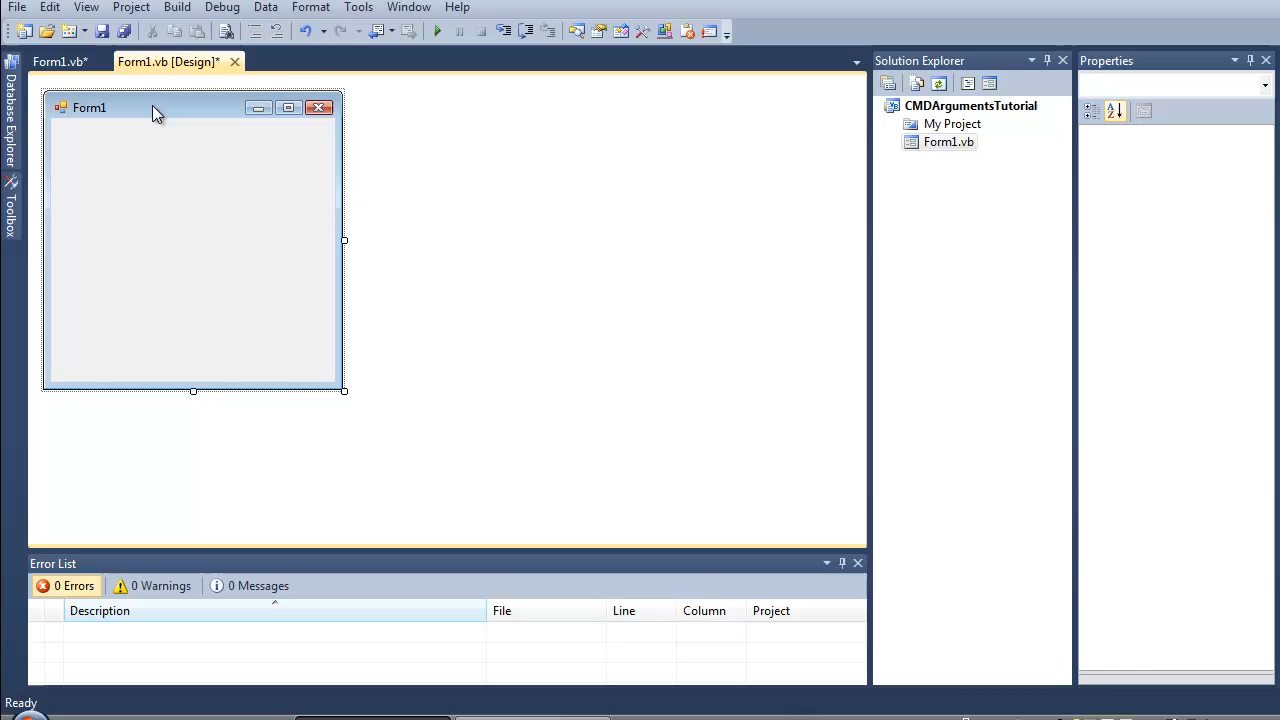 File Edit View Project Build Debug Data Format Tools Window Help
Form1.vb* Form1.vb [Design]* Solution Explorer Properties
Database Explorer
Toolbox
Form1
CMDArgumentsTutorial
My Project
Form1.vb
Error List
0 Errors 0 Warnings 0 Messages
Description File Line Column Project
Ready